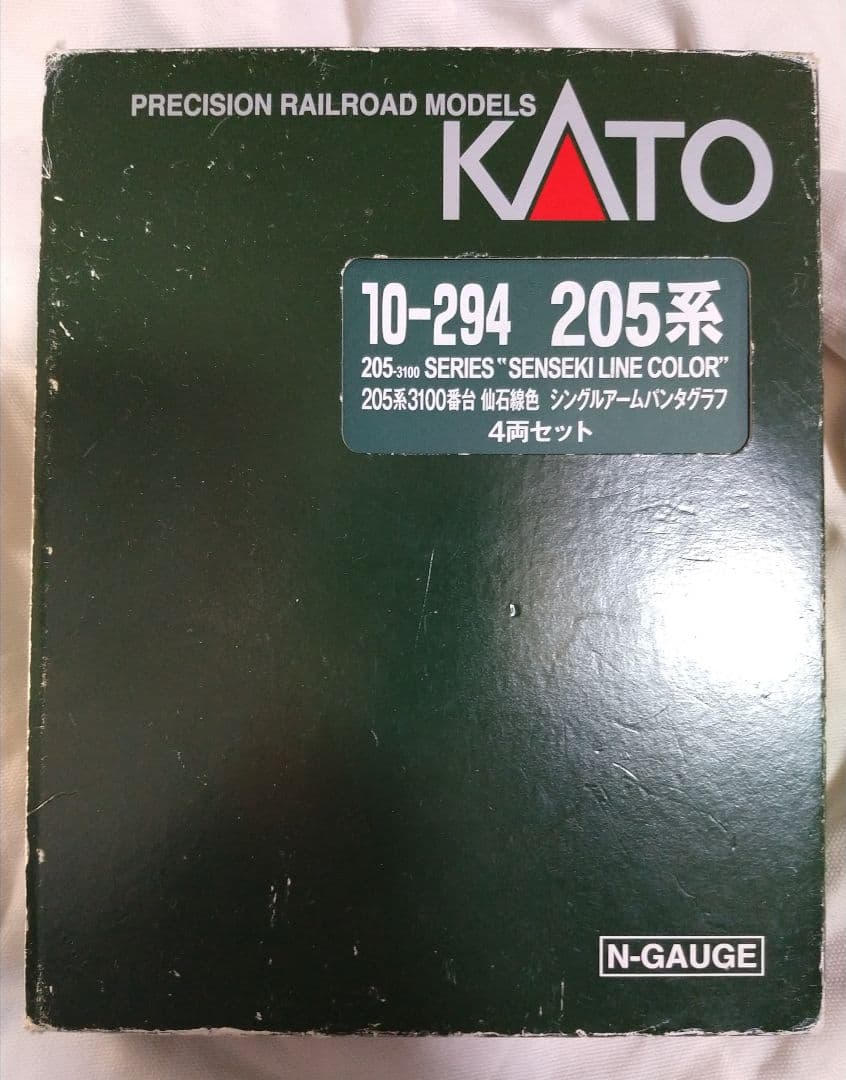 PRECISION RAILROAD MODELS
KATO
10-294 205系
205-3100 SERIES "SENSEKI LINE COLOR"
205系3100番台 仙石線色 シングルアームパンタグラフ
4両セット
N-GAUGE